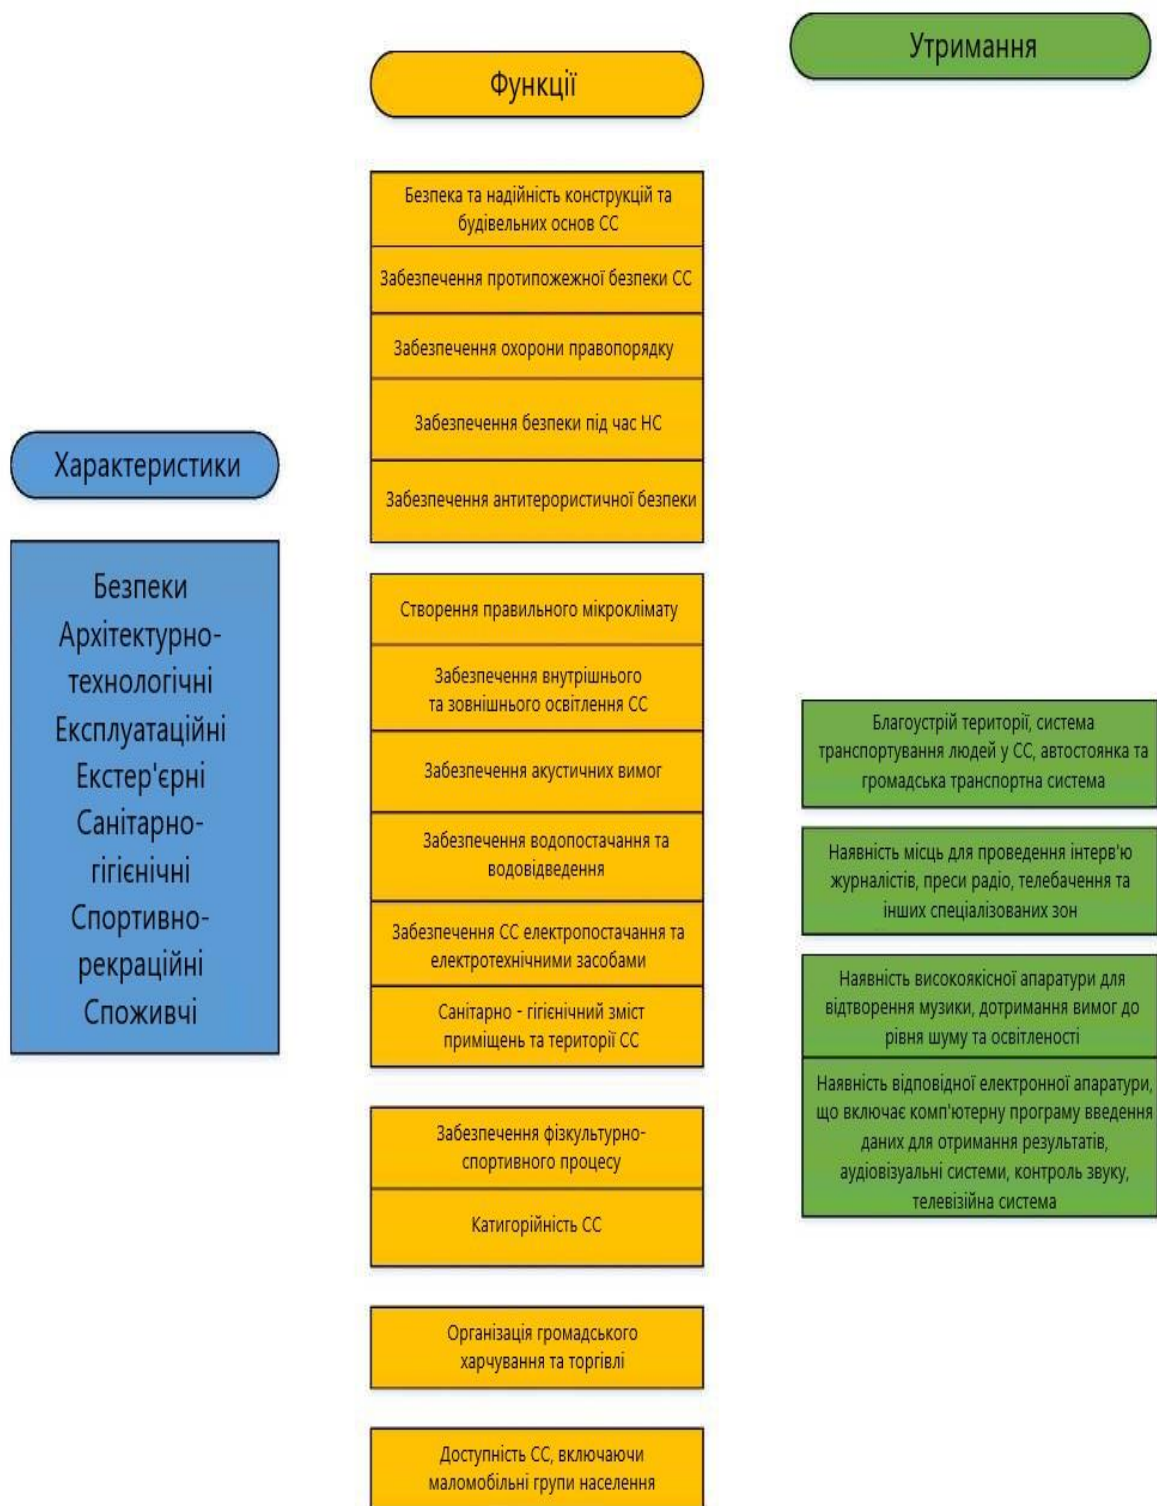 Характеристики
Безпеки
Архітектурно-
технологічні
Експлуатаційні
Екстер'єрні
Санітарно-
гігієнічні
Спортивно-
рекраційні
Споживчі
Функції
Безпека та надійність конструкцій та
будівельних основ СС
Забезпечення протипожежної безпеки СС
Забезпечення охорони правопорядку
Забезпечення безпеки під час НС
Забезпечення антитерористичної безпеки
Створення правильного мікроклімату
Забезпечення внутрішнього
та зовнішнього освітлення СС
Забезпечення акустичних вимог
Забезпечення водопостачання та
водовідведення
Забезпечення СС електропостачання та
електротехнічними засобами
Санітарно - гігієнічний зміст
приміщень та території СС
Забезпечення фізкультурно-
спортивного процесу
Катигорійність СС
Організація громадського
харчування та торгівлі
Доступність СС, включаючи
маломобільні групи населення
Утримання
Благоустрій території, система
транспортування людей у СС, автостоянка та
громадська транспортна система
Наявність місць для проведення інтерв'ю
журналістів, преси радіо, телебачення та
інших спеціалізованих зон
Наявність високоякісної апаратури для
відтворення музики, дотримання вимог до
рівня шуму та освітленості
Наявність відповідної електронної апаратури,
що включає комп'ютерну програму введення
даних для отримання результатів,
аудіовізуальні системи, контроль звуку,
телевізійна система